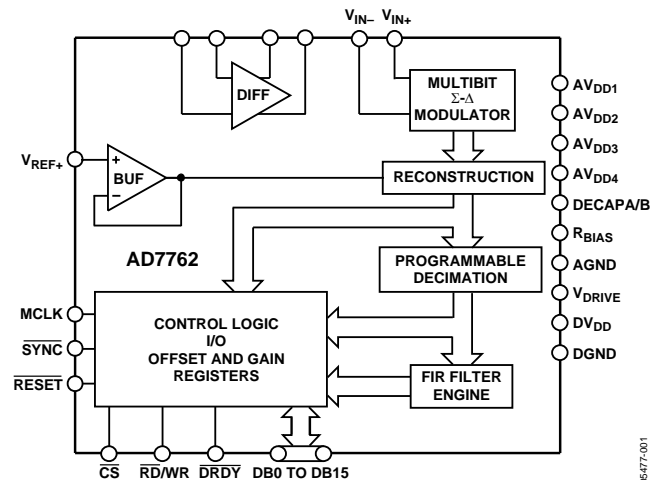 VIN– VIN+
DIFF
MULTIBIT
Σ-Δ
MODULATOR
AVDD1
AVDD2
AVDD3
AVDD4
DECAPA/B
RBIAS
AGND
VDRIVE
DVDD
DGND
VREF+
+
BUF
–
RECONSTRUCTION
AD7762
PROGRAMMABLE
DECIMATION
MCLK
SYNC
RESET
CONTROL LOGIC
I/O
OFFSET AND GAIN
REGISTERS
FIR FILTER
ENGINE
CS RD/WR DRDY DB0 TO DB15
05477-001